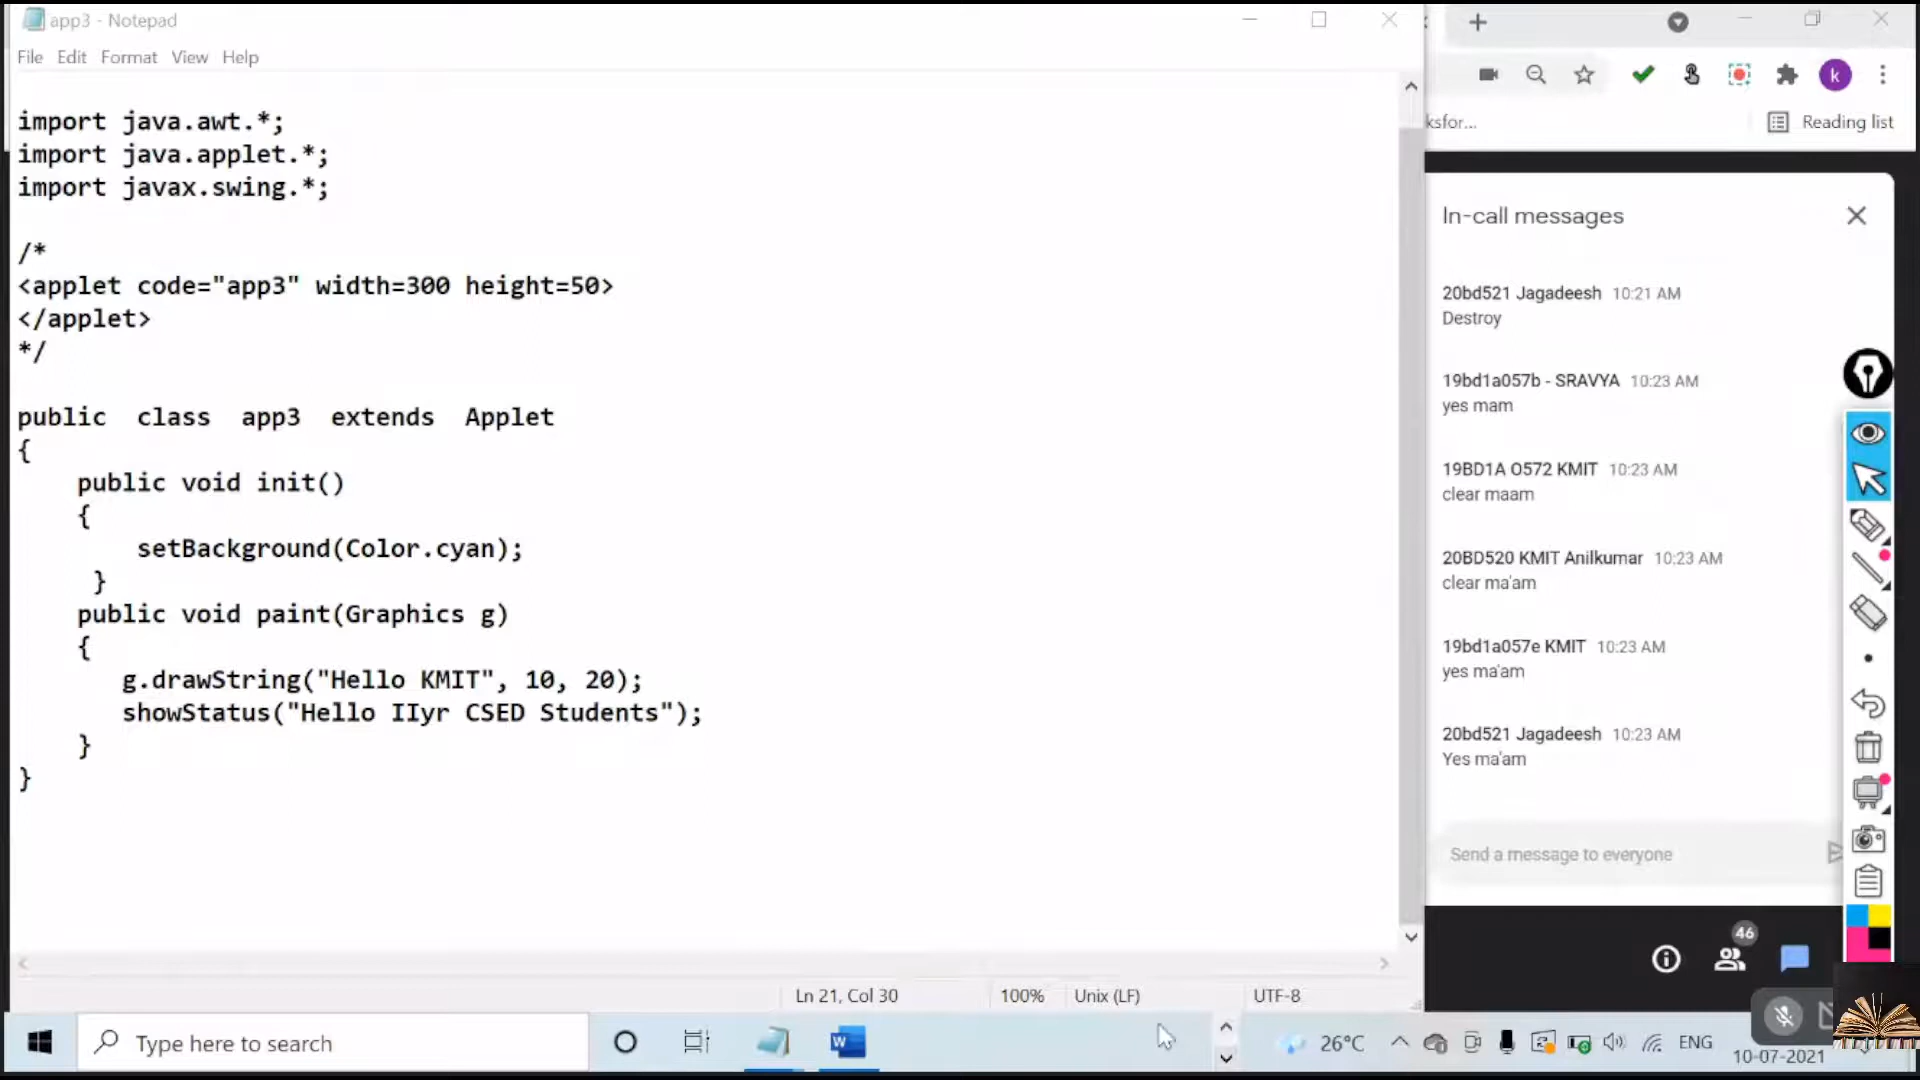 app3 - Notepad
File Edit Format View Help
import java.awt.*;
import java.applet.*;
import javax.swing.*;
/*
<applet code="app3" width=300 height=50>
</applet>
*/
public class app3 extends Applet
{
public void init()
{
setBackground(Color.cyan);
}
public void paint(Graphics g)
{
g.drawString("Hello KMIT", 10, 20);
showStatus("Hello IIyr CSED Students");
}
}
Ln 21, Col 30 100% Unix (LF) UTF-8
k
ksfor... Reading list
In-call messages
20bd521 Jagadeesh 10:21 AM
Destroy
19bd1a057b - SRAVYA 10:23 AM
yes mam
19BD1A O572 KMIT 10:23 AM
clear maam
20BD520 KMIT Anilkumar 10:23 AM
clear ma'am
19bd1a057e KMIT 10:23 AM
yes ma'am
20bd521 Jagadeesh 10:23 AM
Yes ma'am
Send a message to everyone
46
Type here to search W 26°C ENG
10-07-2021